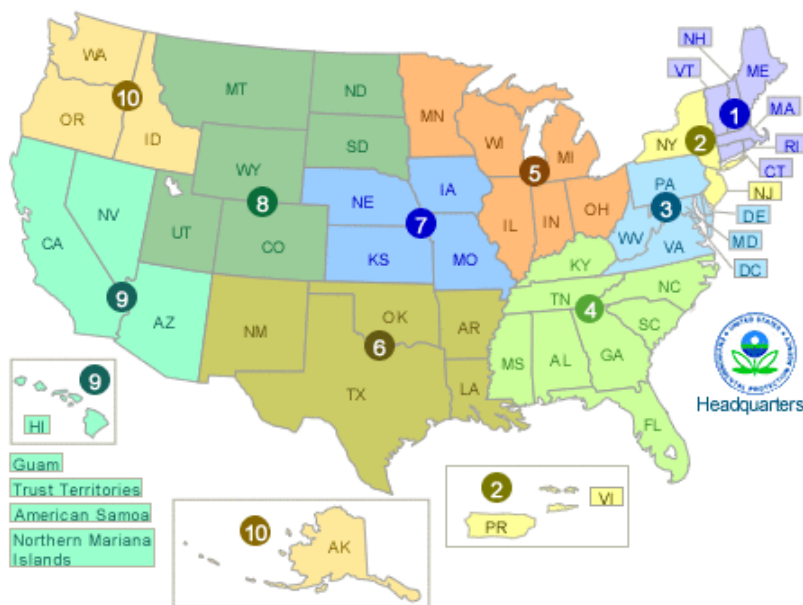 NH
VT
ME
WA
MT
ND
MN
10
1
MA
OR
ID
WI
NY
2
RI
SD
MI
CT
WY
5
PA
NJ
8
NE
IA
3
DE
NV
7
IL
IN
OH
WV
MD
UT
CO
VA
CA
KS
MO
KY
DC
9
NC
TN
AZ
OK
4
NM
AR
SC
6
MS
AL
GA
9
TX
LA
Headquarters
HI
FL
Guam
2
VI
Trust Territories
American Samoa
10
PR
Northern Mariana
Islands
AK
UNITED STATES
ENVIRONMENTAL PROTECTION AGENCY